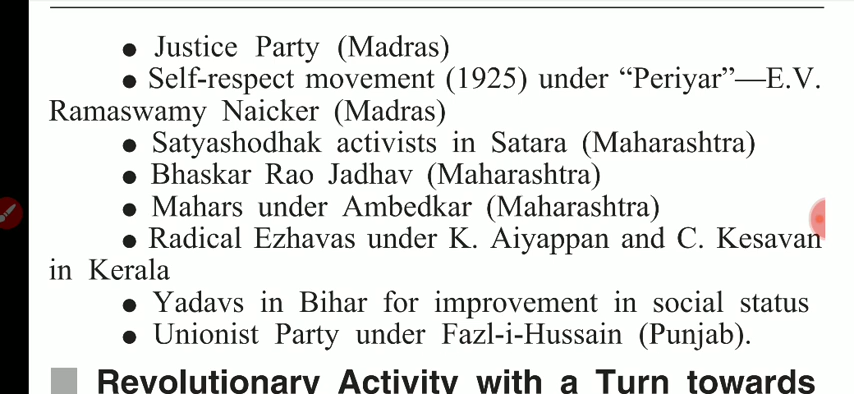 ● Justice Party (Madras)
● Self-respect movement (1925) under “Periyar”—E.V.
Ramaswamy Naicker (Madras)
● Satyashodhak activists in Satara (Maharashtra)
● Bhaskar Rao Jadhav (Maharashtra)
● Mahars under Ambedkar (Maharashtra)
● Radical Ezhavas under K. Aiyappan and C. Kesavan
in Kerala
● Yadavs in Bihar for improvement in social status
● Unionist Party under Fazl-i-Hussain (Punjab).
Revolutionary Activity with a Turn towards